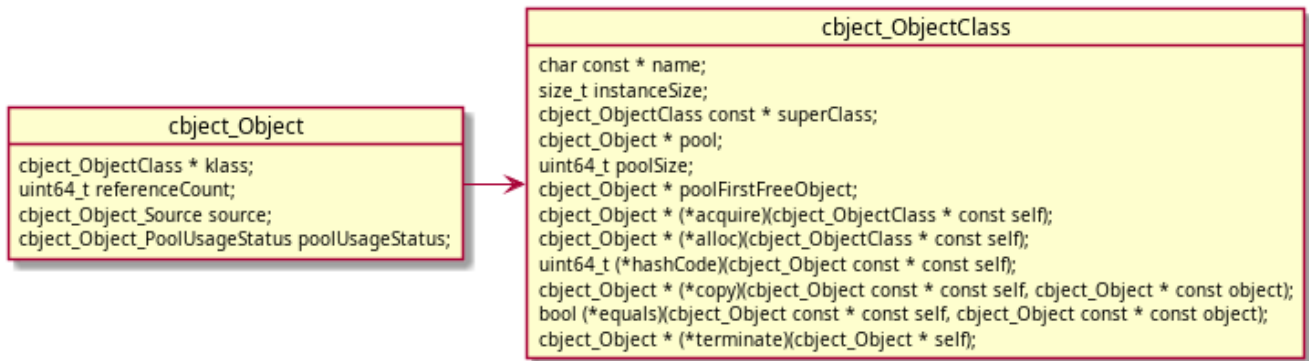 cbject_Object
cbject_ObjectClass * klass;
uint64_t referenceCount;
cbject_Object_Source source;
cbject_Object_PoolUsageStatus poolUsageStatus;
cbject_ObjectClass
char const * name;
size_t instanceSize;
cbject_ObjectClass const * superClass;
cbject_Object * pool;
uint64_t poolSize;
cbject_Object * poolFirstFreeObject;
cbject_Object * (*acquire)(cbject_ObjectClass * const self);
cbject_Object * (*alloc)(cbject_ObjectClass * const self);
uint64_t (*hashCode)(cbject_Object const * const self);
cbject_Object * (*copy)(cbject_Object const * const self, cbject_Object * const object);
bool (*equals)(cbject_Object const * const self, cbject_Object const * const object);
cbject_Object * (*terminate)(cbject_Object * self);